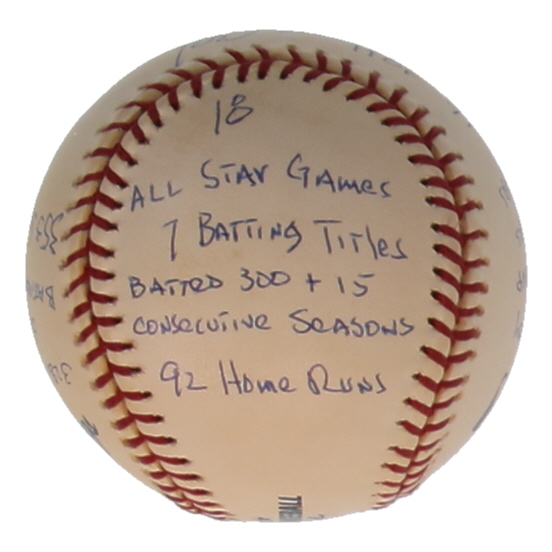 18
ALL STAR GAMES
7 BATTING TITLES
BATTED 300 + 15
CONSECUTIVE SEASONS
92 HOME RUNS